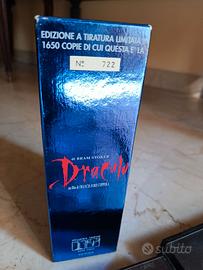 EDIZIONE A TIRATURA LIMITATA
1650 COPIE DI CUI QUESTA E' LA
N° 722
di BRAM STOKER
Dracula
un film di FRANCIS FORD COPPOLA
subito